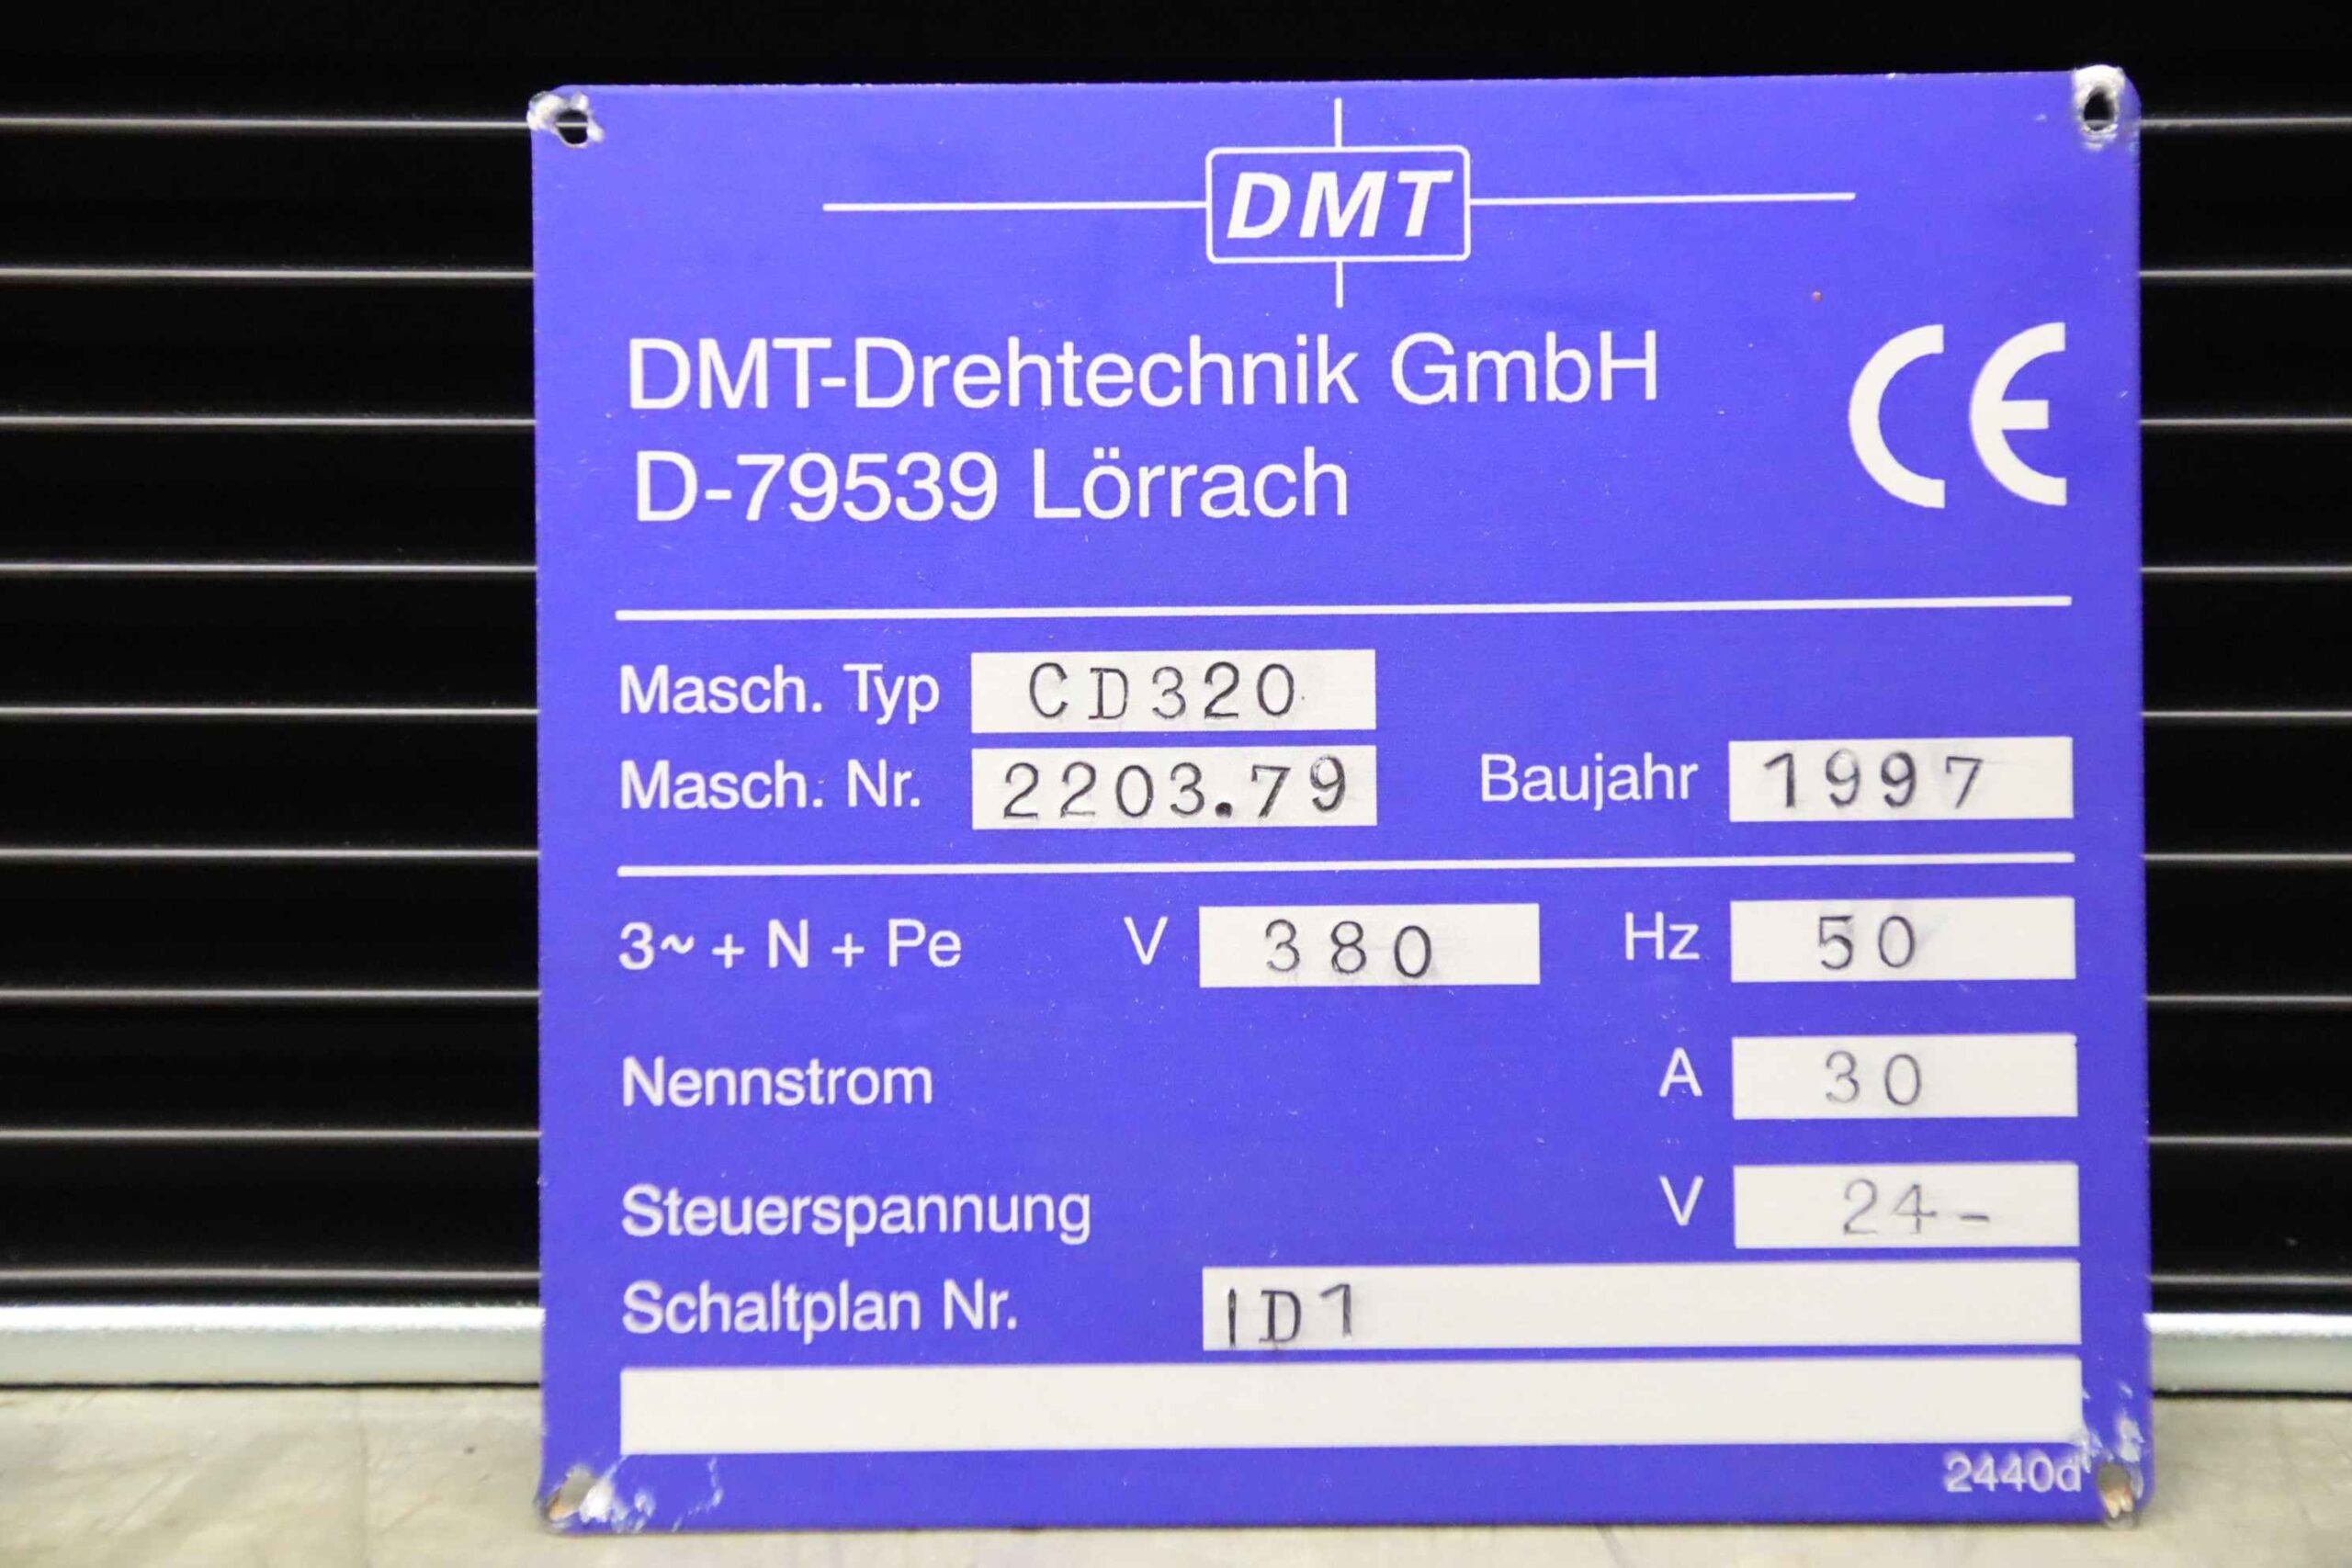 DMT
DMT-Drehtechnik GmbH
D-79539 Lörrach
CE
Masch. Typ CD320
Masch. Nr. 2203.79 Baujahr 1997
3~ + N + Pe V 380 Hz 50
Nennstrom A 30
Steuerspannung V 24-
Schaltplan Nr. ID1
2440d